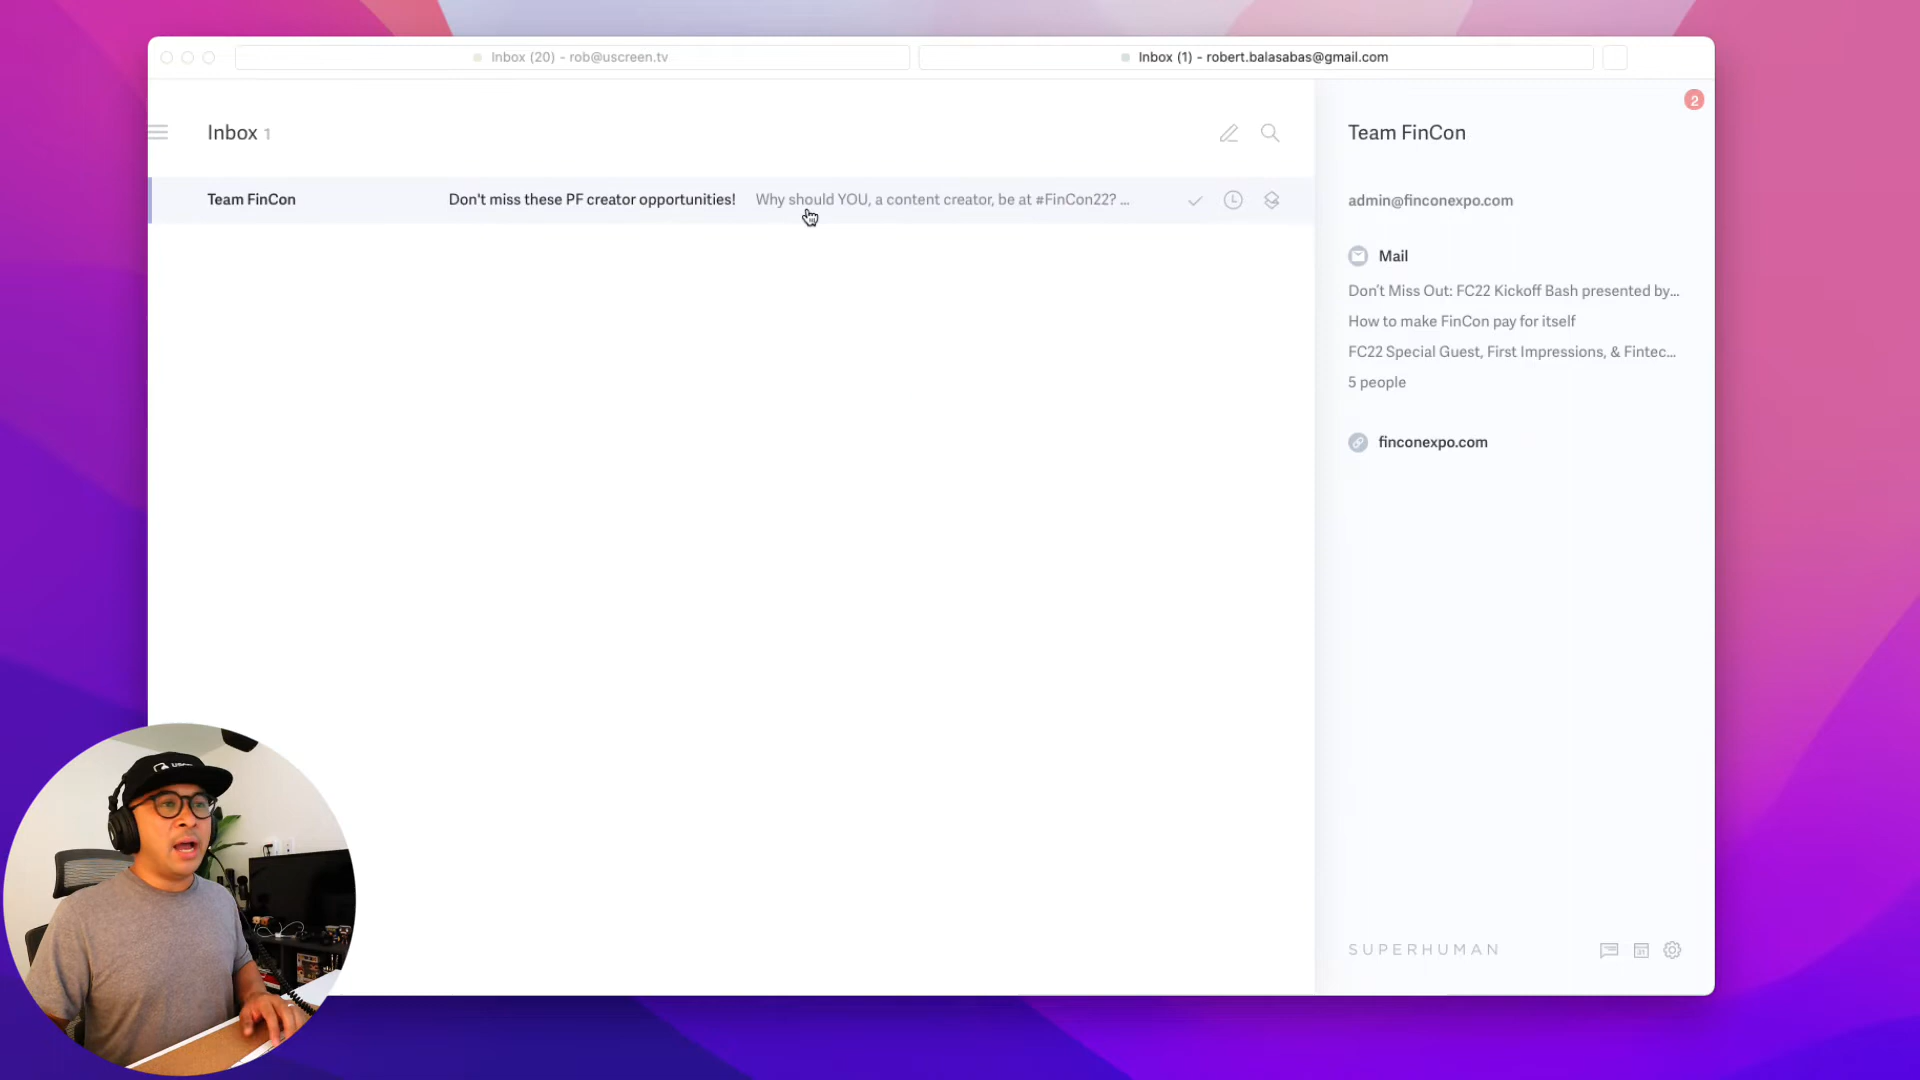 Inbox (20) - rob@uscreen.tv
Inbox (1) - robert.balasabas@gmail.com
2
Inbox 1
Team FinCon
Team FinCon
Don't miss these PF creator opportunities!
Why should YOU, a content creator, be at #FinCon22? ...
admin@finconexpo.com
Mail
Don't Miss Out: FC22 Kickoff Bash presented by...
How to make FinCon pay for itself
FC22 Special Guest, First Impressions, & Fintec...
5 people
finconexpo.com
SUPERHUMAN
31